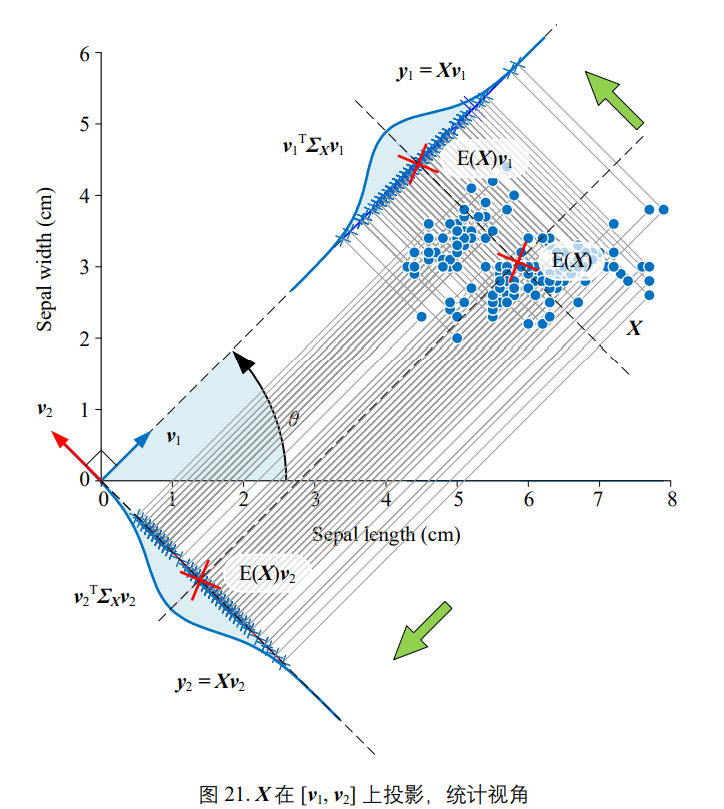 6
y₁ = Xv₁
5
v₁ᵀΣₓv₁
E(X)v₁
4
Sepal width (cm)
3
E(X)
X
2
1
v₂
v₁
θ
0
0 1 2 3 4 5 6 7 8
Sepal length (cm)
E(X)v₂
v₂ᵀΣₓv₂
y₂ = Xv₂
图 21. X 在 [v₁, v₂] 上投影，统计视角